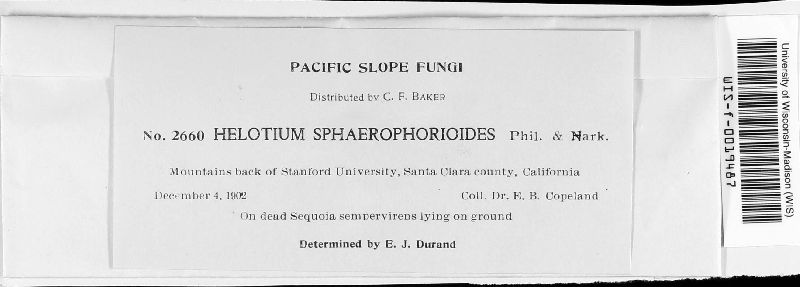 PACIFIC SLOPE FUNGI
Distributed by C. F. BAKER
No. 2660 HELOTIUM SPHAEROPHORIOIDES Phil. & Hark.
Mountains back of Stanford University, Santa Clara county, California
December 4, 1902 Coll. Dr. E. B. Copeland
On dead Sequoia sempervirens lying on ground
Determined by E. J. Durand
University of Wisconsin-Madison (WIS)
WIS-f-0019487